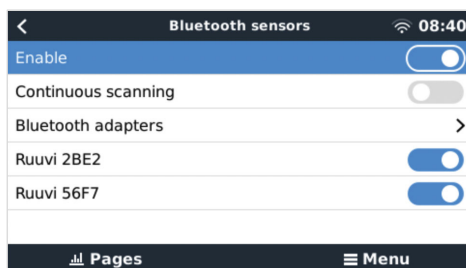 Bluetooth sensors 08:40
Enable
Continuous scanning
Bluetooth adapters
Ruuvi 2BE2
Ruuvi 56F7
Pages Menu